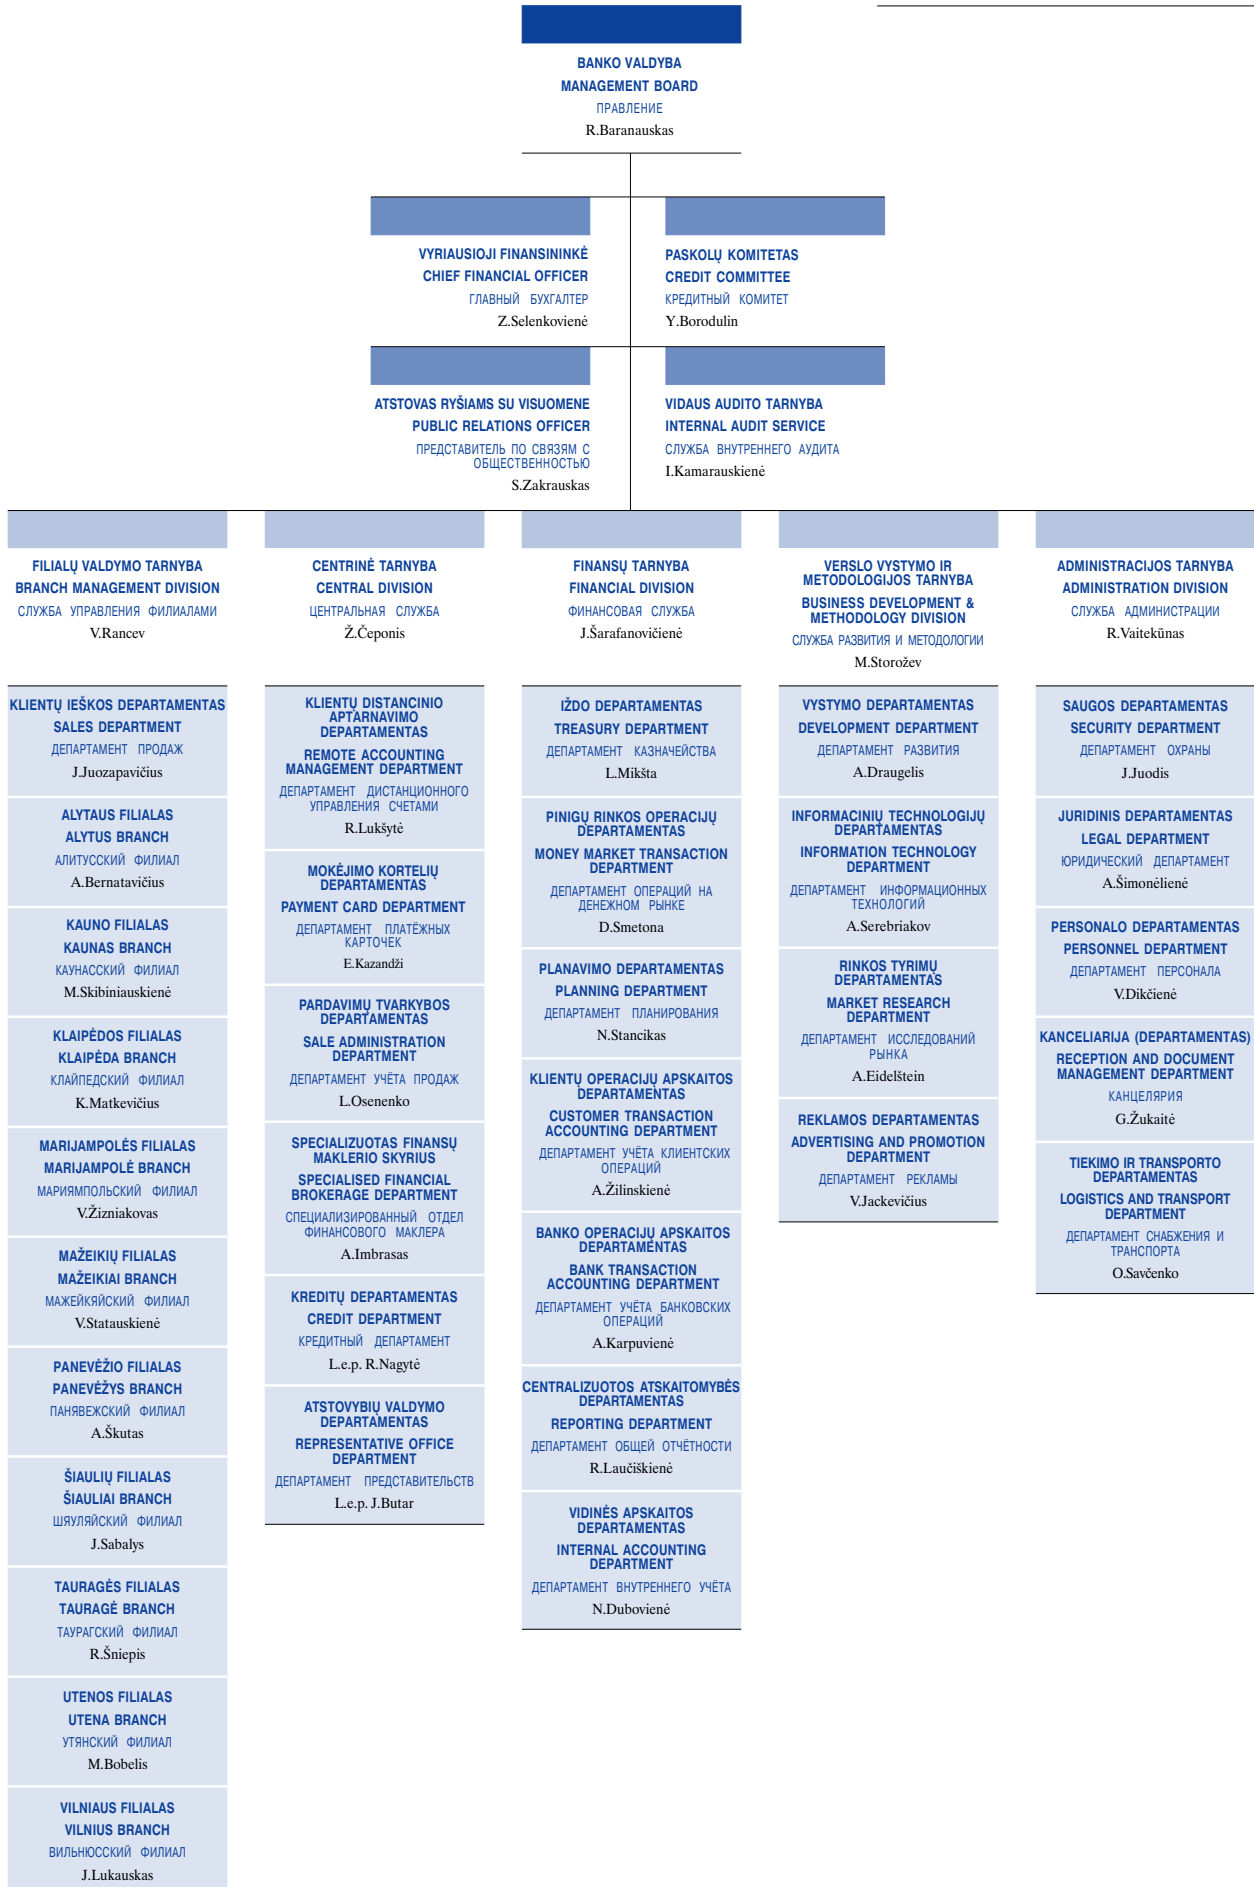 BANKO VALDYBA
MANAGEMENT BOARD
ПРАВЛЕНИЕ
R.Baranauskas
VYRIAUSIOJI FINANSININKĖ
CHIEF FINANCIAL OFFICER
ГЛАВНЫЙ БУХГАЛТЕР
Z.Selenkovienė
PASKOLŲ KOMITETAS
CREDIT COMMITTEE
КРЕДИТНЫЙ КОМИТЕТ
Y.Borodulin
ATSTOVAS RYŠIAMS SU VISUOMENE
PUBLIC RELATIONS OFFICER
ПРЕДСТАВИТЕЛЬ ПО СВЯЗЯМ С
ОБЩЕСТВЕННОСТЬЮ
S.Zakrauskas
VIDAUS AUDITO TARNYBA
INTERNAL AUDIT SERVICE
СЛУЖБА ВНУТРЕННЕГО АУДИТА
I.Kamarauskienė
FILIALŲ VALDYMO TARNYBA
BRANCH MANAGEMENT DIVISION
СЛУЖБА УПРАВЛЕНИЯ ФИЛИАЛАМИ
V.Rancev
KLIENTŲ IEŠKOS DEPARTAMENTAS
SALES DEPARTMENT
ДЕПАРТАМЕНТ ПРОДАЖ
J.Juozapavičius
ALYTAUS FILIALAS
ALYTUS BRANCH
АЛИТУССКИЙ ФИЛИАЛ
A.Bernatavičius
KAUNO FILIALAS
KAUNAS BRANCH
КАУНАССКИЙ ФИЛИАЛ
M.Skibiniauskienė
KLAIPĖDOS FILIALAS
KLAIPĖDA BRANCH
КЛАЙПЕДСКИЙ ФИЛИАЛ
K.Matkevičius
MARIJAMPOLĖS FILIALAS
MARIJAMPOLĖ BRANCH
МАРИЯМПОЛЬСКИЙ ФИЛИАЛ
V.Žizniakovas
MAŽEIKIŲ FILIALAS
MAŽEIKIAI BRANCH
МАЖЕЙКЯЙСКИЙ ФИЛИАЛ
V.Statauskienė
PANEVĖŽIO FILIALAS
PANEVĖŽYS BRANCH
ПАНЯВЕЖСКИЙ ФИЛИАЛ
A.Škutas
ŠIAULIŲ FILIALAS
ŠIAULIAI BRANCH
ШЯУЛЯЙСКИЙ ФИЛИАЛ
J.Sabalys
TAURAGĖS FILIALAS
TAURAGĖ BRANCH
ТАУРАГСКИЙ ФИЛИАЛ
R.Šniepis
UTENOS FILIALAS
UTENA BRANCH
УТЯНСКИЙ ФИЛИАЛ
M.Bobelis
VILNIAUS FILIALAS
VILNIUS BRANCH
ВИЛЬНЮССКИЙ ФИЛИАЛ
J.Lukauskas
CENTRINĖ TARNYBA
CENTRAL DIVISION
ЦЕНТРАЛЬНАЯ СЛУЖБА
Ž.Čeponis
KLIENTŲ DISTANCINIO
APTARNAVIMO
DEPARTAMENTAS
REMOTE ACCOUNTING
MANAGEMENT DEPARTMENT
ДЕПАРТАМЕНТ ДИСТАНЦИОННОГО
УПРАВЛЕНИЯ СЧЕТАМИ
R.Lukšytė
MOKĖJIMO KORTELIŲ
DEPARTAMENTAS
PAYMENT CARD DEPARTMENT
ДЕПАРТАМЕНТ ПЛАТЁЖНЫХ
КАРТОЧЕК
E.Kazandži
PARDAVIMŲ TVARKYBOS
DEPARTAMENTAS
SALE ADMINISTRATION
DEPARTMENT
ДЕПАРТАМЕНТ УЧЁТА ПРОДАЖ
L.Osenenko
SPECIALIZUOTAS FINANSŲ
MAKLERIO SKYRIUS
SPECIALISED FINANCIAL
BROKERAGE DEPARTMENT
СПЕЦИАЛИЗИРОВАННЫЙ ОТДЕЛ
ФИНАНСОВОГО МАКЛЕРА
A.Imbrasas
KREDITŲ DEPARTAMENTAS
CREDIT DEPARTMENT
КРЕДИТНЫЙ ДЕПАРТАМЕНТ
L.e.p. R.Nagytė
ATSTOVYBIŲ VALDYMO
DEPARTAMENTAS
REPRESENTATIVE OFFICE
DEPARTMENT
ДЕПАРТАМЕНТ ПРЕДСТАВИТЕЛЬСТВ
L.e.p. J.Butar
FINANSŲ TARNYBA
FINANCIAL DIVISION
ФИНАНСОВАЯ СЛУЖБА
J.Šarafanovičienė
IŽDO DEPARTAMENTAS
TREASURY DEPARTMENT
ДЕПАРТАМЕНТ КАЗНАЧЕЙСТВА
L.Mikšta
PINIGŲ RINKOS OPERACIJŲ
DEPARTAMENTAS
MONEY MARKET TRANSACTION
DEPARTMENT
ДЕПАРТАМЕНТ ОПЕРАЦИЙ НА
ДЕНЕЖНОМ РЫНКЕ
D.Smetona
PLANAVIMO DEPARTAMENTAS
PLANNING DEPARTMENT
ДЕПАРТАМЕНТ ПЛАНИРОВАНИЯ
N.Stancikas
KLIENTŲ OPERACIJŲ APSKAITOS
DEPARTAMENTAS
CUSTOMER TRANSACTION
ACCOUNTING DEPARTMENT
ДЕПАРТАМЕНТ УЧЁТА КЛИЕНТСКИХ
ОПЕРАЦИЙ
A.Žilinskienė
BANKO OPERACIJŲ APSKAITOS
DEPARTAMENTAS
BANK TRANSACTION
ACCOUNTING DEPARTMENT
ДЕПАРТАМЕНТ УЧЁТА БАНКОВСКИХ
ОПЕРАЦИЙ
A.Karpuvienė
CENTRALIZUOTOS ATSKAITOMYBĖS
DEPARTAMENTAS
REPORTING DEPARTMENT
ДЕПАРТАМЕНТ ОБЩЕЙ ОТЧЁТНОСТИ
R.Laučiškienė
VIDINĖS APSKAITOS
DEPARTAMENTAS
INTERNAL ACCOUNTING
DEPARTMENT
ДЕПАРТАМЕНТ ВНУТРЕННЕГО УЧЁТА
N.Dubovienė
VERSLO VYSTYMO IR
METODOLOGIJOS TARNYBA
BUSINESS DEVELOPMENT &
METHODOLOGY DIVISION
СЛУЖБА РАЗВИТИЯ И МЕТОДОЛОГИИ
M.Storožev
VYSTYMO DEPARTAMENTAS
DEVELOPMENT DEPARTMENT
ДЕПАРТАМЕНТ РАЗВИТИЯ
A.Draugelis
INFORMACINIŲ TECHNOLOGIJŲ
DEPARTAMENTAS
INFORMATION TECHNOLOGY
DEPARTMENT
ДЕПАРТАМЕНТ ИНФОРМАЦИОННЫХ
ТЕХНОЛОГИЙ
A.Serebriakov
RINKOS TYRIMŲ
DEPARTAMENTAS
MARKET RESEARCH
DEPARTMENT
ДЕПАРТАМЕНТ ИССЛЕДОВАНИЙ
РЫНКА
A.Eidelštein
REKLAMOS DEPARTAMENTAS
ADVERTISING AND PROMOTION
DEPARTMENT
ДЕПАРТАМЕНТ РЕКЛАМЫ
V.Jackevičius
ADMINISTRACIJOS TARNYBA
ADMINISTRATION DIVISION
СЛУЖБА АДМИНИСТРАЦИИ
R.Vaitekūnas
SAUGOS DEPARTAMENTAS
SECURITY DEPARTMENT
ДЕПАРТАМЕНТ ОХРАНЫ
J.Juodis
JURIDINIS DEPARTAMENTAS
LEGAL DEPARTMENT
ЮРИДИЧЕСКИЙ ДЕПАРТАМЕНТ
A.Šimonėlienė
PERSONALO DEPARTAMENTAS
PERSONNEL DEPARTMENT
ДЕПАРТАМЕНТ ПЕРСОНАЛА
V.Dikčienė
KANCELIARIJA (DEPARTAMENTAS)
RECEPTION AND DOCUMENT
MANAGEMENT DEPARTMENT
КАНЦЕЛЯРИЯ
G.Žukaitė
TIEKIMO IR TRANSPORTO
DEPARTAMENTAS
LOGISTICS AND TRANSPORT
DEPARTMENT
ДЕПАРТАМЕНТ СНАБЖЕНИЯ И
ТРАНСПОРТА
O.Savčenko